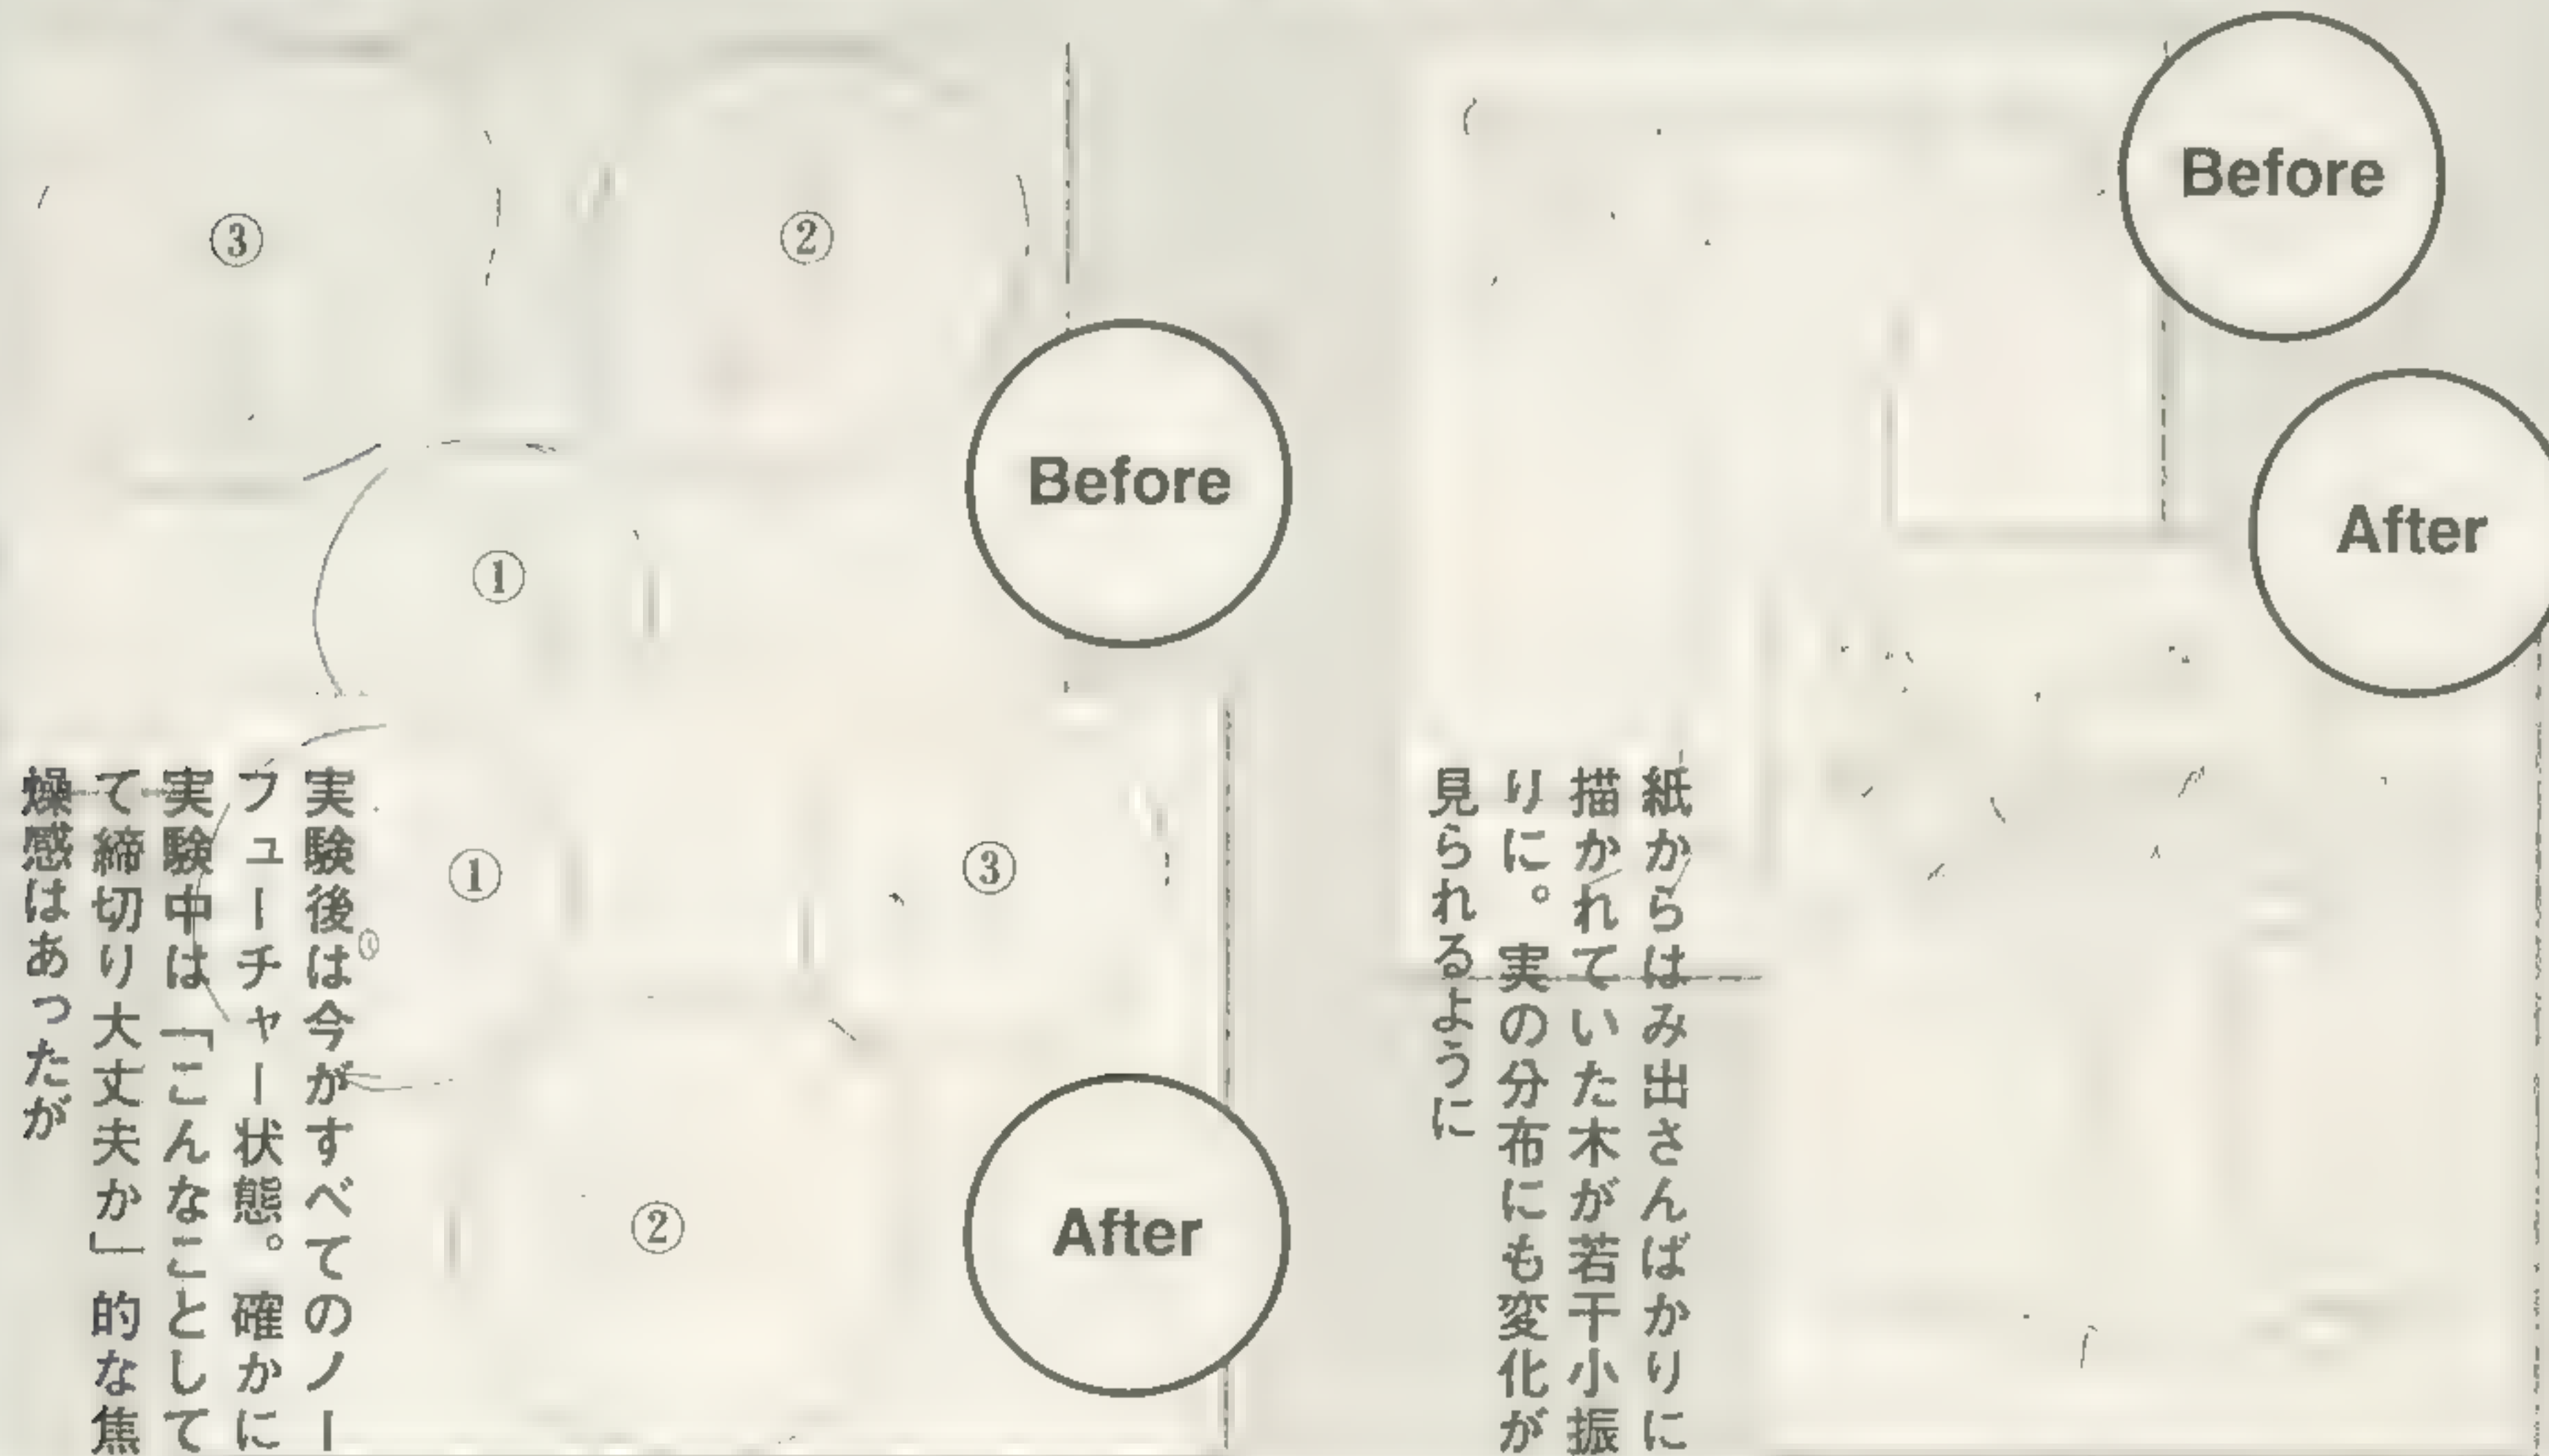 Before
After
紙からはみ出さんばかりに
描かれていた木が若干小振
りに。実の分布にも変化が
見られるように
②
③
Before
①
①
③
②
After
実験後は今がすべてのノー
フューチャー状態。確かに
実験中は「こんなことして
て締切り大丈夫か」的な焦
燥感はあったが